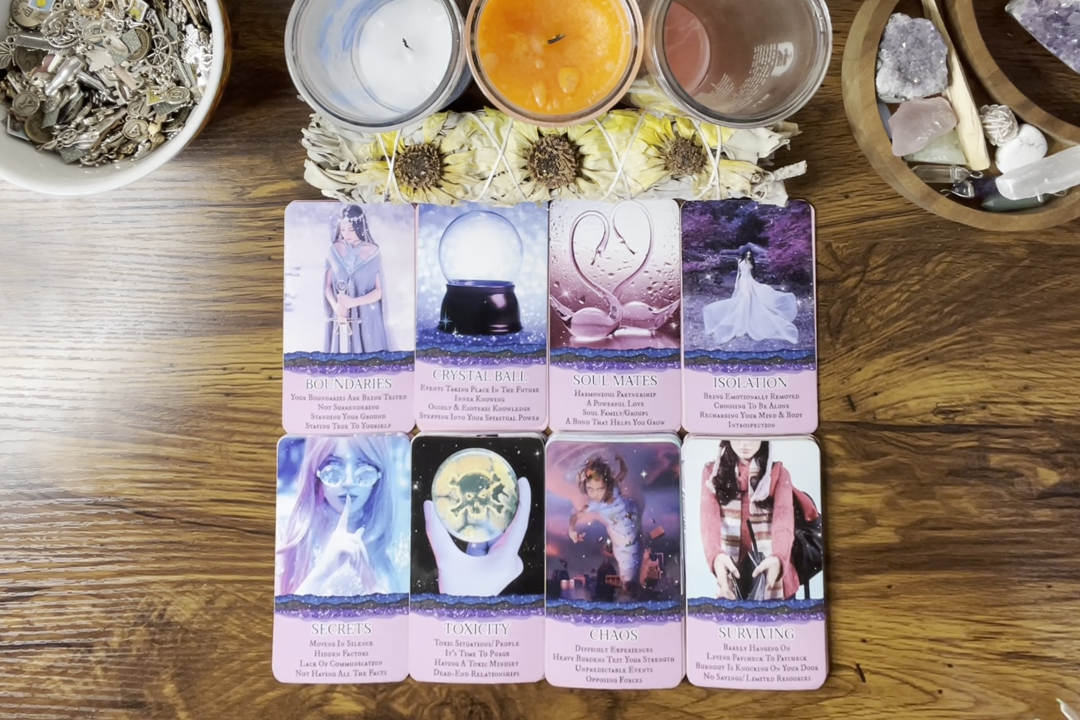 BOUNDARIES
YOUR BOUNDARIES ARE BEING TESTED
NOT SURRENDERING
STANDING YOUR GROUND
STAYING TRUE TO YOURSELF
CRYSTAL BALL
EVENTS TAKING PLACE IN THE FUTURE
INNER KNOWING
OCCULT & ESOTERIC KNOWLEDGE
STEPPING INTO YOUR SPIRITUAL POWER
SOUL MATES
HARMONIOUS PARTNERSHIP
A POWERFUL LOVE
SOUL FAMILY/GROUPS
A BOND THAT HELPS YOU GROW
ISOLATION
BEING EMOTIONALLY REMOVED
CHOOSING TO BE ALONE
RECHARGING YOUR MIND & BODY
INTROSPECTION
SECRETS
MOVING IN SILENCE
HIDDEN FACTORS
LACK OF COMMUNICATION
NOT HAVING ALL THE FACTS
TOXICITY
TOXIC SITUATIONS/PEOPLE
IT'S TIME TO PURGE
HAVING A TOXIC MINDSET
DEAD-END RELATIONSHIPS
CHAOS
DIFFICULT EXPERIENCES
HEAVY BURDENS TEST YOUR STRENGTH
UNPREDICTABLE EVENTS
OPPOSING FORCES
SURVIVING
BARELY HANGING ON
LIVING PAYCHECK TO PAYCHECK
BURNOUT IS KNOCKING ON YOUR DOOR
NO SAVINGS/LIMITED RESOURCES